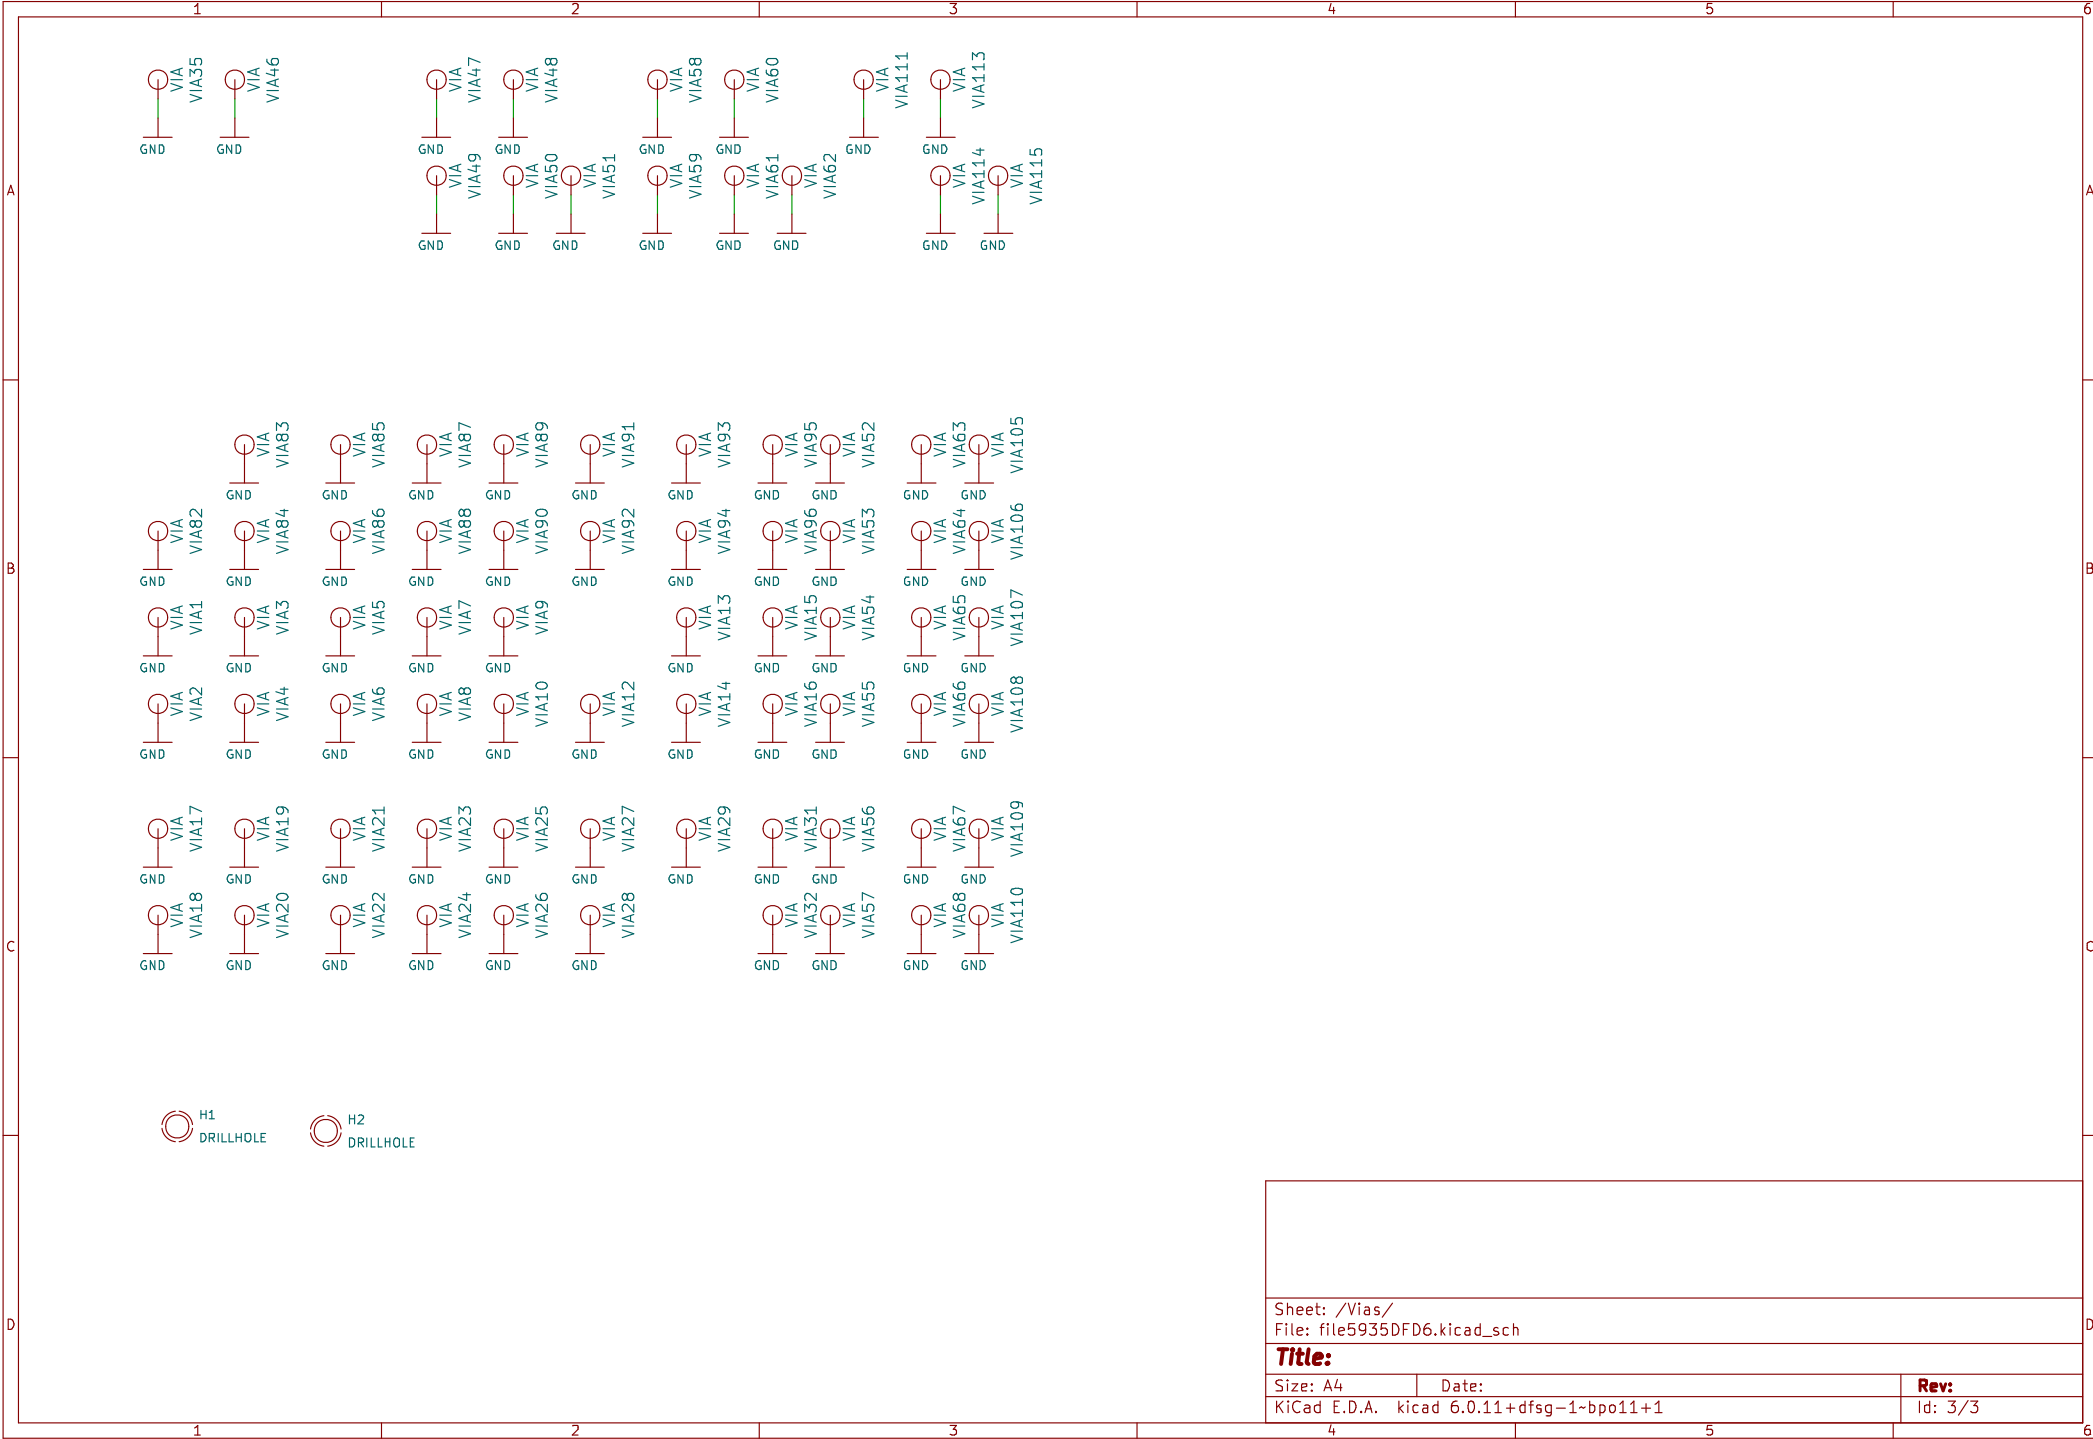 1 2 3 4 5 6
VIA VIA35 VIA VIA46 VIA VIA47 VIA VIA48 VIA VIA58 VIA VIA60 VIA VIA111 VIA VIA113
GND GND GND GND GND GND GND GND
VIA VIA49 VIA VIA50 VIA VIA51 VIA VIA59 VIA VIA61 VIA VIA62 VIA VIA114 VIA VIA115
A A
GND GND GND GND GND GND GND GND
VIA VIA83 VIA VIA85 VIA VIA87 VIA VIA89 VIA VIA91 VIA VIA93 VIA VIA95 VIA VIA52 VIA VIA63 VIA VIA105
GND GND GND GND GND GND GND GND GND GND
VIA VIA82 VIA VIA84 VIA VIA86 VIA VIA88 VIA VIA90 VIA VIA92 VIA VIA94 VIA VIA96 VIA VIA53 VIA VIA64 VIA VIA106
B B
GND GND GND GND GND GND GND GND GND GND GND
VIA VIA1 VIA VIA3 VIA VIA5 VIA VIA7 VIA VIA9 VIA VIA13 VIA VIA15 VIA VIA54 VIA VIA65 VIA VIA107
GND GND GND GND GND GND GND GND GND GND
VIA VIA2 VIA VIA4 VIA VIA6 VIA VIA8 VIA VIA10 VIA VIA12 VIA VIA14 VIA VIA16 VIA VIA55 VIA VIA66 VIA VIA108
GND GND GND GND GND GND GND GND GND GND GND
VIA VIA17 VIA VIA19 VIA VIA21 VIA VIA23 VIA VIA25 VIA VIA27 VIA VIA29 VIA VIA31 VIA VIA56 VIA VIA67 VIA VIA109
GND GND GND GND GND GND GND GND GND GND GND
VIA VIA18 VIA VIA20 VIA VIA22 VIA VIA24 VIA VIA26 VIA VIA28 VIA VIA32 VIA VIA57 VIA VIA68 VIA VIA110
C C
GND GND GND GND GND GND GND GND GND GND
H1
DRILLHOLE
H2
DRILLHOLE
D D
Sheet: /Vias/
File: file5935DFD6.kicad_sch
Title:
Size: A4 Date: Rev:
KiCad E.D.A. kicad 6.0.11+dfsg-1~bpo11+1 Id: 3/3
1 2 3 4 5 6